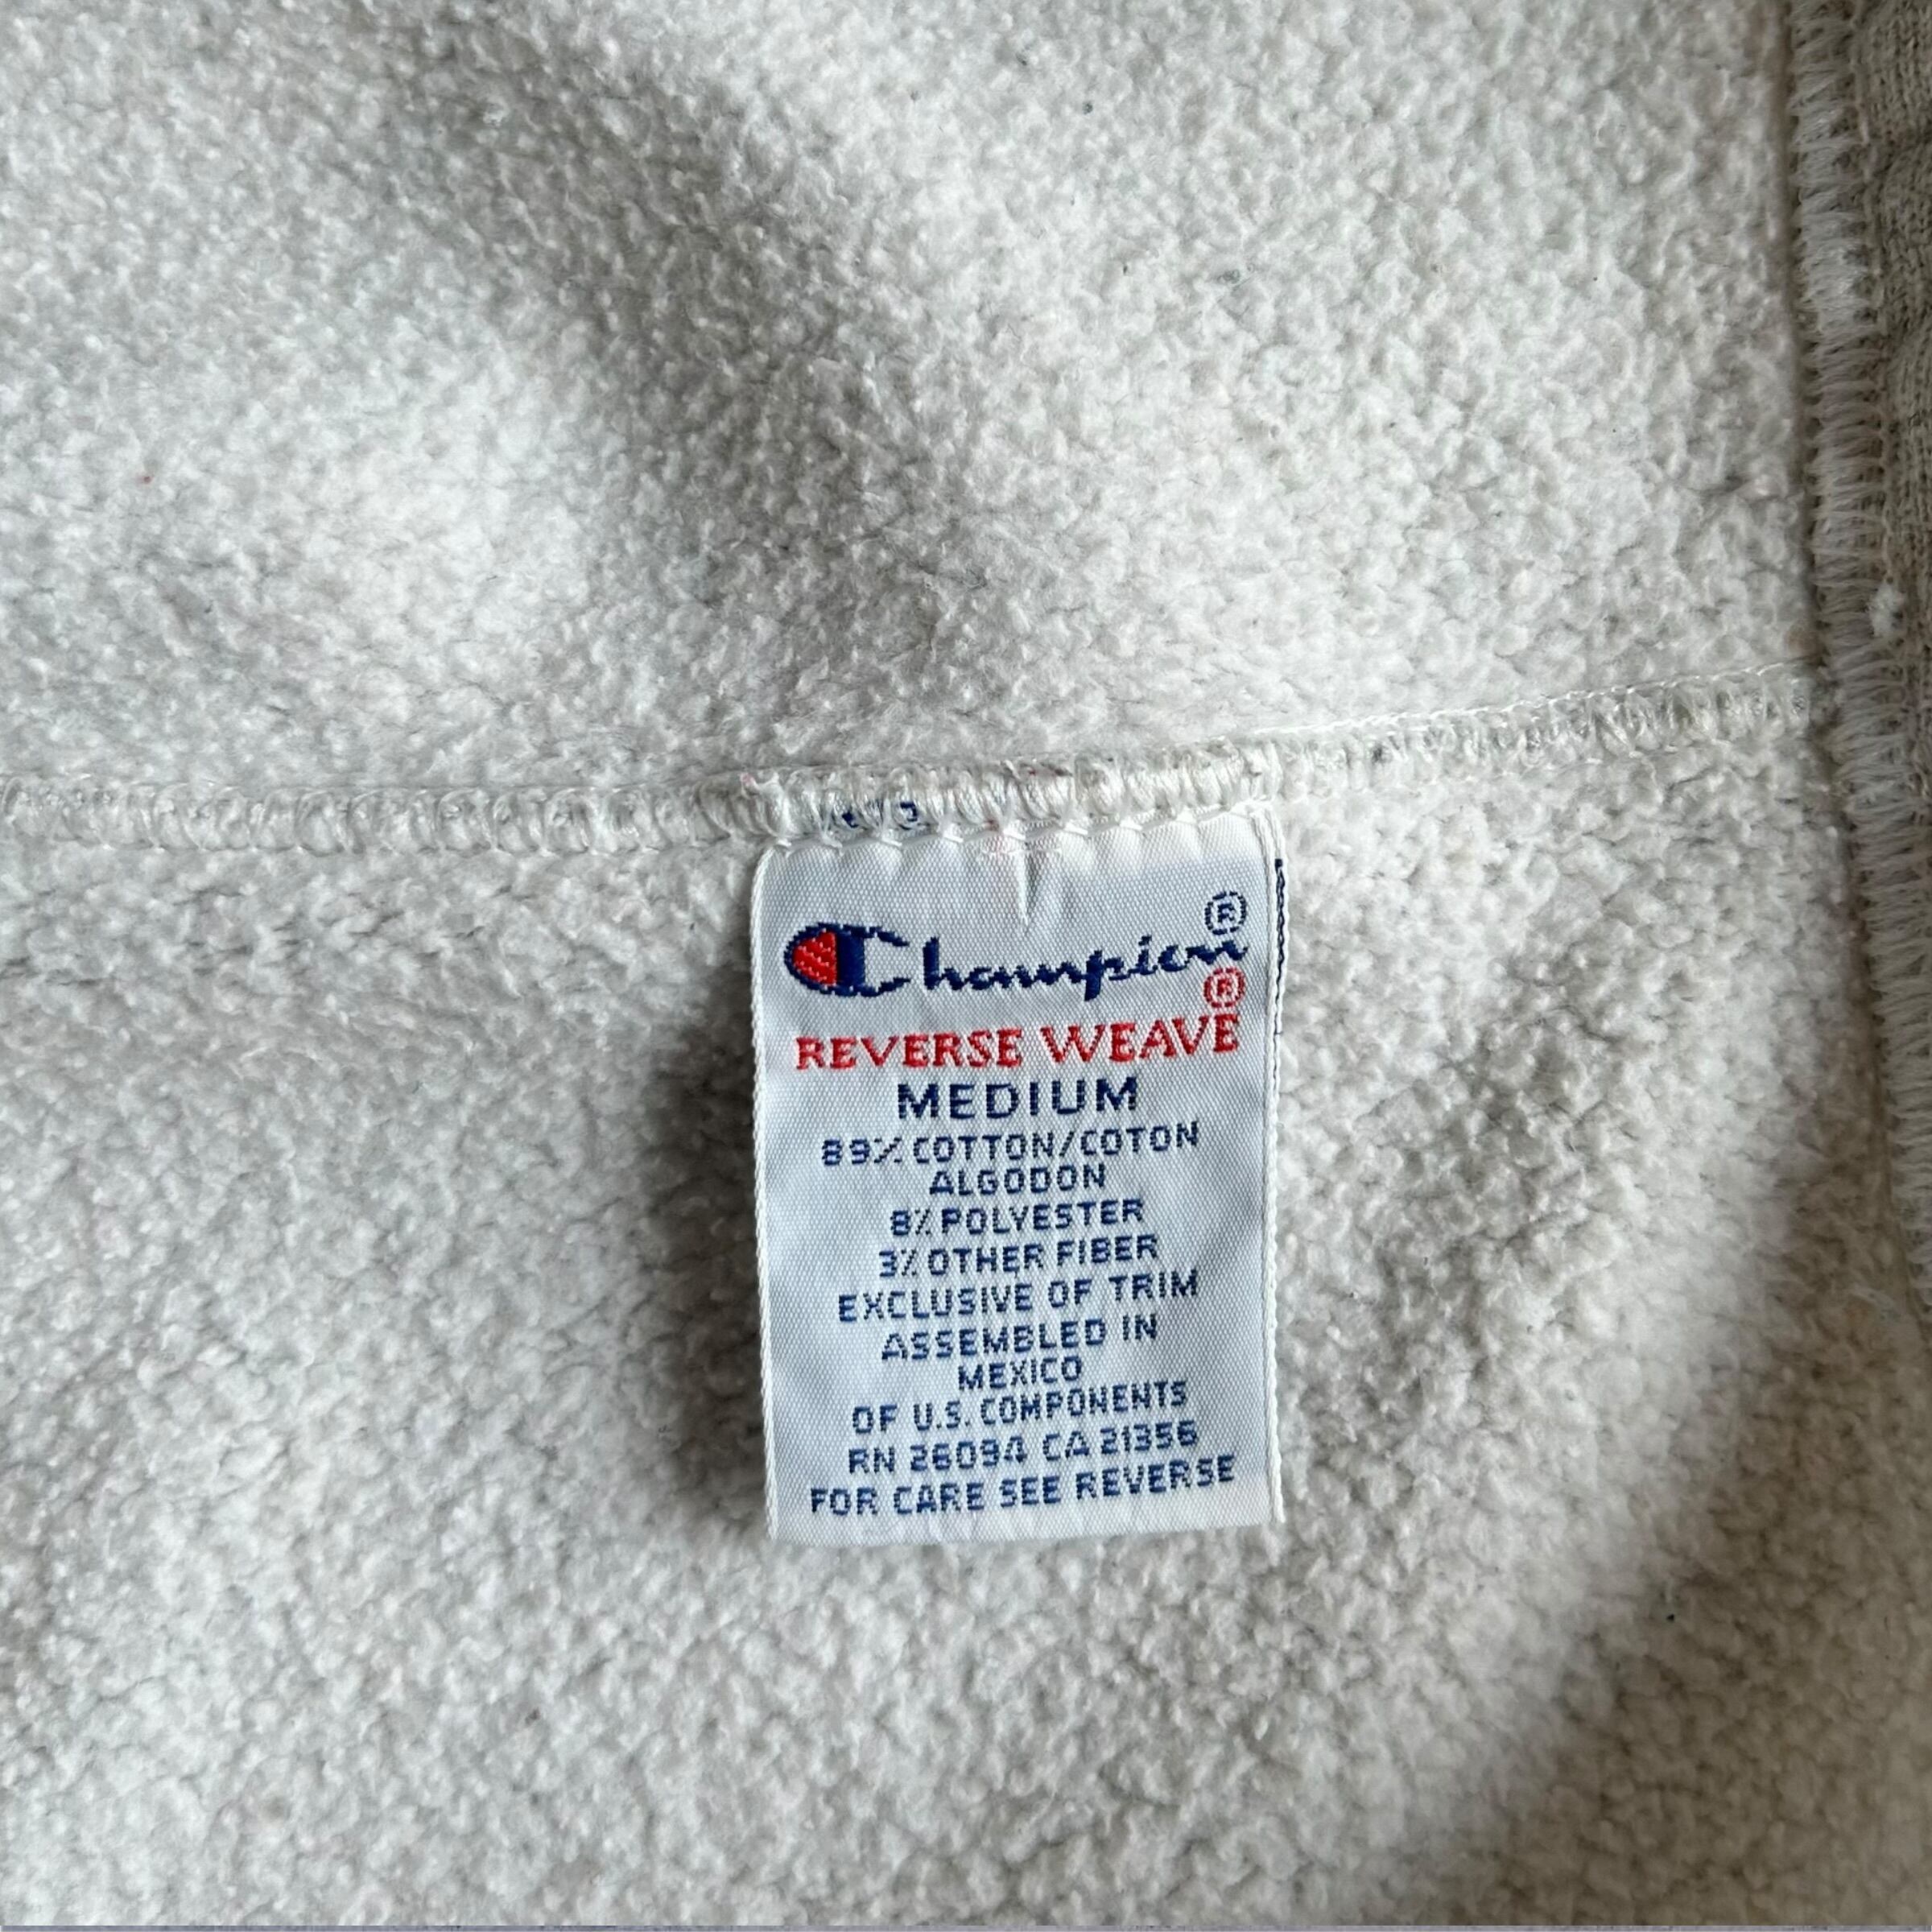 Champion®
REVERSE WEAVE®
MEDIUM
89% COTTON/COTON
ALGODON
8% POLYESTER
3% OTHER FIBER
EXCLUSIVE OF TRIM
ASSEMBLED IN
MEXICO
OF U.S. COMPONENTS
RN 26094 CA 21356
FOR CARE SEE REVERSE